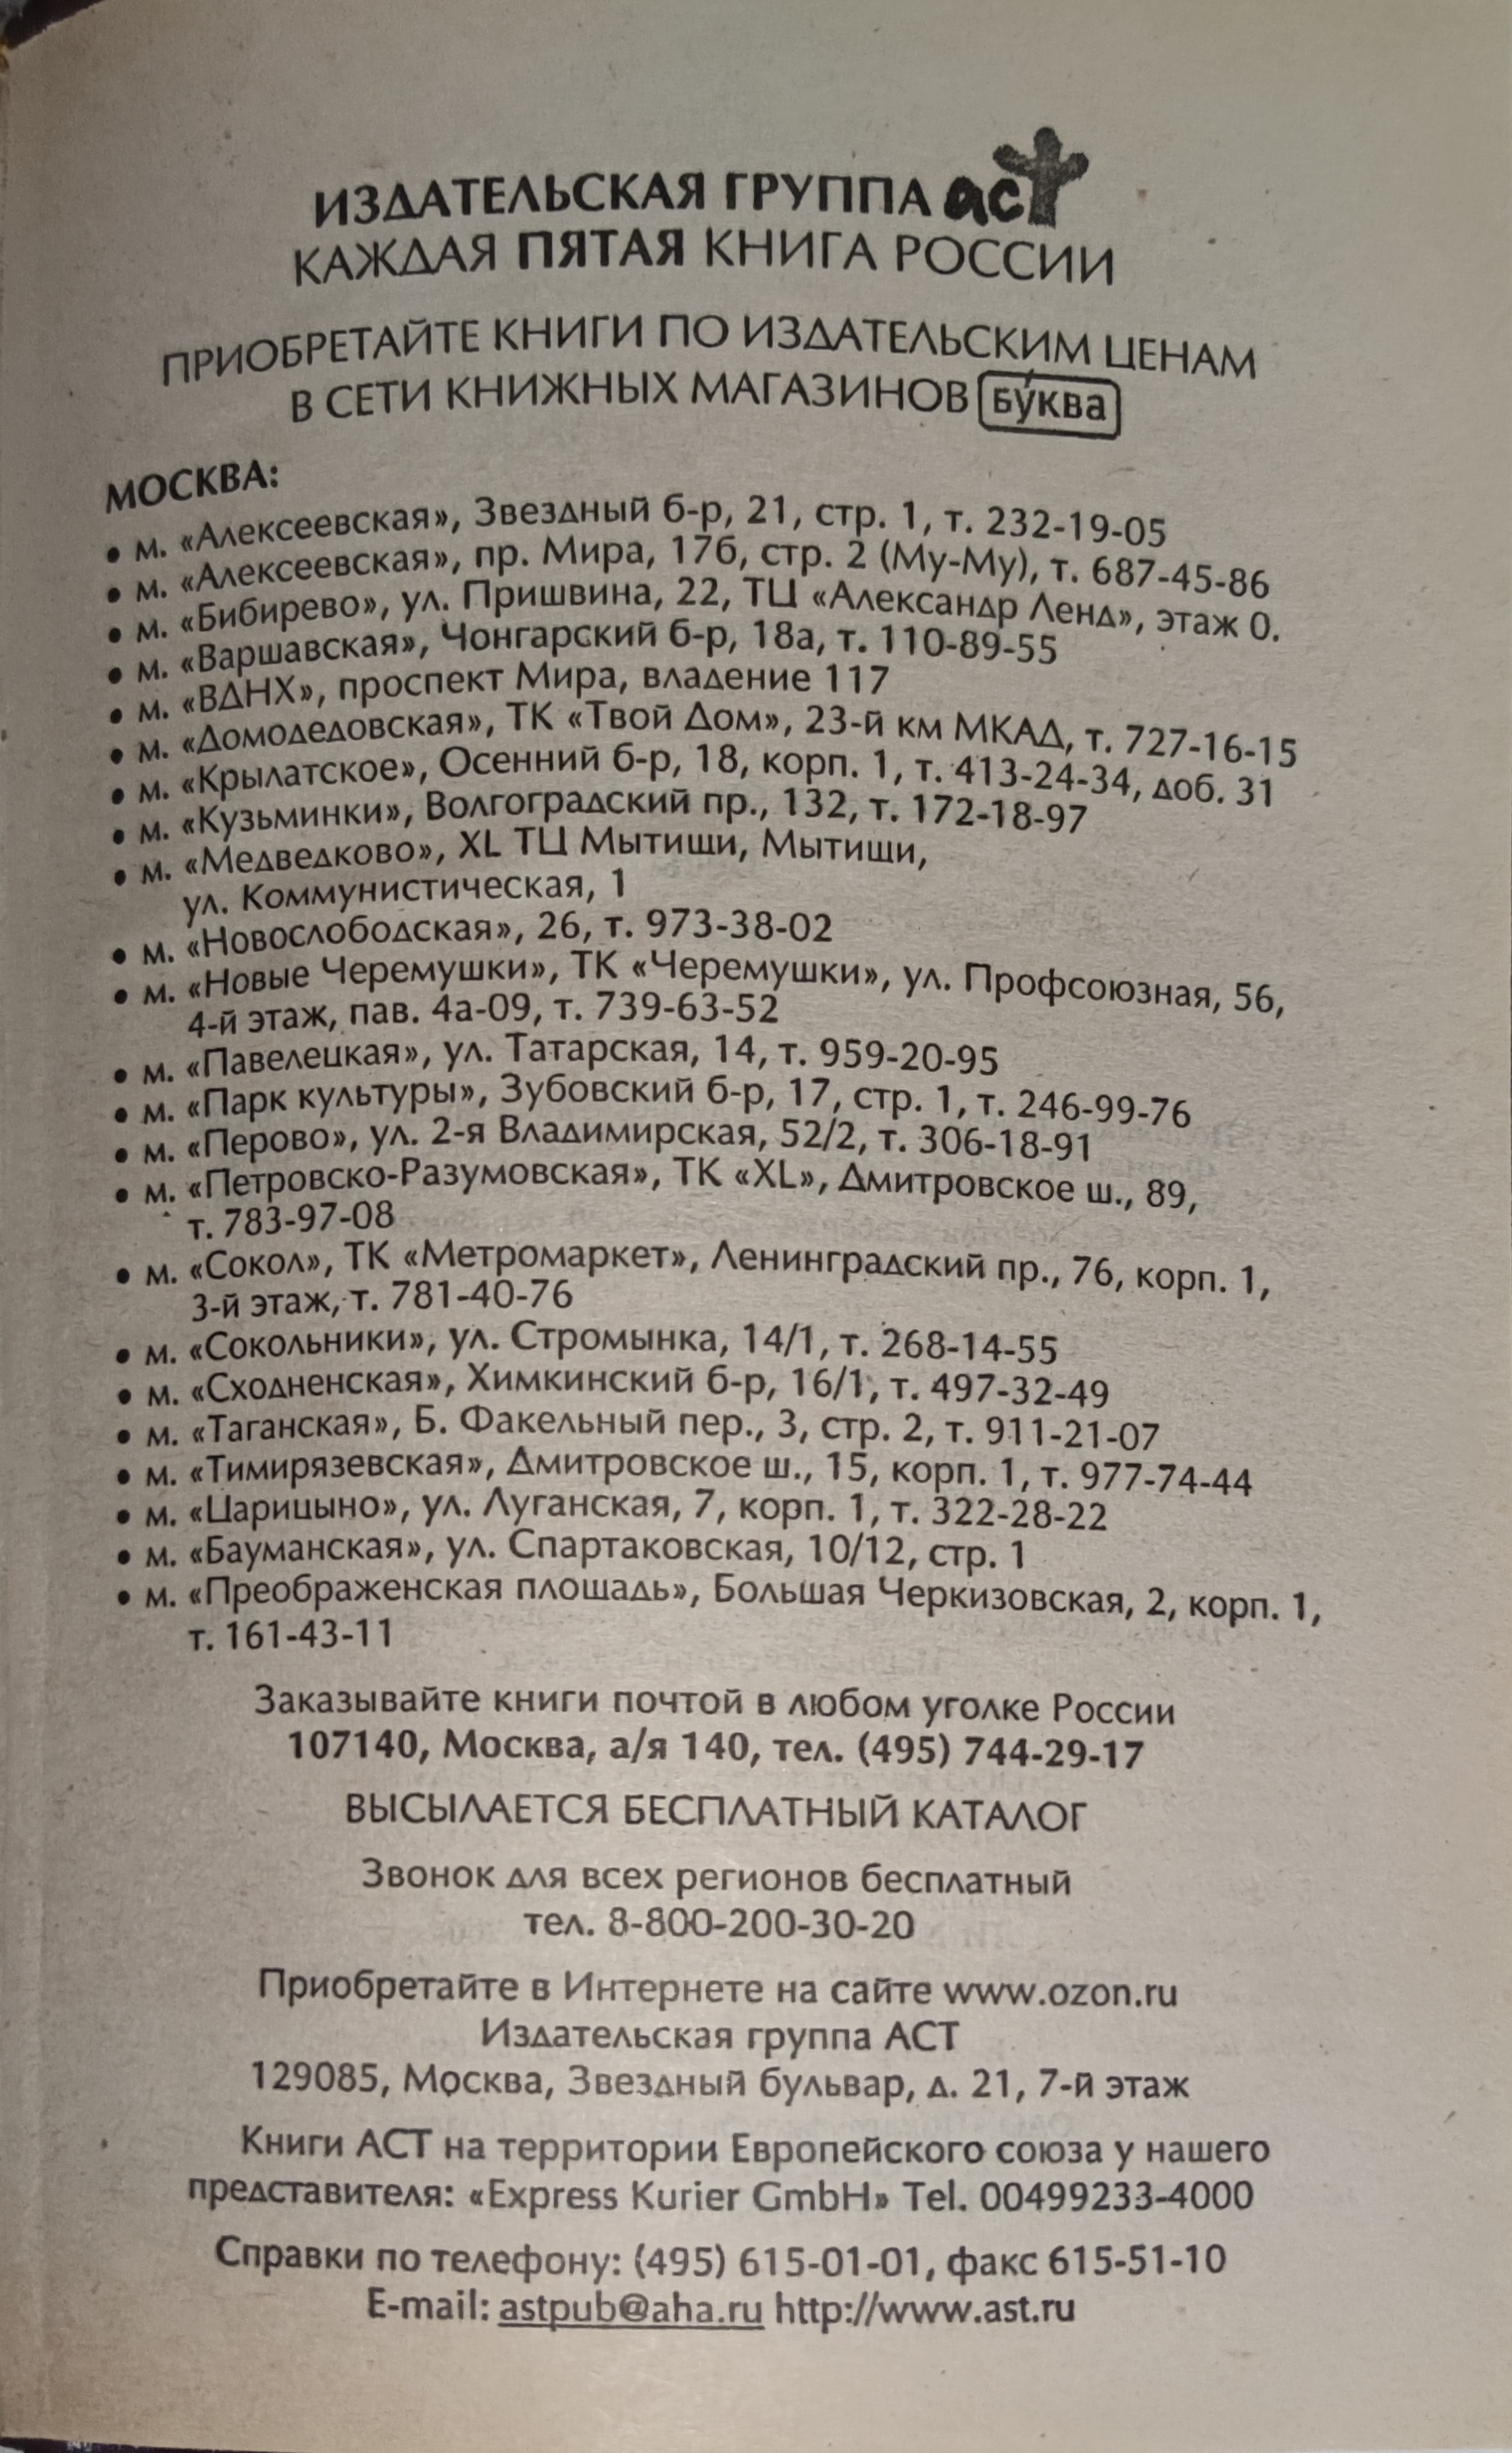 ИЗДАТЕЛЬСКАЯ ГРУППА аст
КАЖДАЯ ПЯТАЯ КНИГА РОССИИ
ПРИОБРЕТАЙТЕ КНИГИ ПО ИЗДАТЕЛЬСКИМ ЦЕНАМ
В СЕТИ КНИЖНЫХ МАГАЗИНОВ Бу́ква
МОСКВА:
• м. «Алексеевская», Звездный б-р, 21, стр. 1, т. 232-19-05
• м. «Алексеевская», пр. Мира, 176, стр. 2 (Му-Му), т. 687-45-86
• м. «Бибирево», ул. Пришвина, 22, ТЦ «Александр Ленд», этаж 0.
• м. «Варшавская», Чонгарский б-р, 18а, т. 110-89-55
• м. «ВДНХ», проспект Мира, владение 117
• м. «Домодедовская», ТК «Твой Дом», 23-й км МКАД, т. 727-16-15
• м. «Крылатское», Осенний б-р, 18, корп. 1, т. 413-24-34, доб. 31
• м. «Кузьминки», Волгоградский пр., 132, т. 172-18-97
• м. «Медведково», XL ТЦ Мытищи, Мытищи,
ул. Коммунистическая, 1
• м. «Новослободская», 26, т. 973-38-02
• м. «Новые Черемушки», ТК «Черемушки», ул. Профсоюзная, 56,
4-й этаж, пав. 4а-09, т. 739-63-52
• м. «Павелецкая», ул. Татарская, 14, т. 959-20-95
• м. «Парк культуры», Зубовский б-р, 17, стр. 1, т. 246-99-76
• м. «Перово», ул. 2-я Владимирская, 52/2, т. 306-18-91
• м. «Петровско-Разумовская», ТК «XL», Дмитровское ш., 89,
т. 783-97-08
• м. «Сокол», ТК «Метромаркет», Ленинградский пр., 76, корп. 1,
3-й этаж, т. 781-40-76
• м. «Сокольники», ул. Стромынка, 14/1, т. 268-14-55
• м. «Сходненская», Химкинский б-р, 16/1, т. 497-32-49
• м. «Таганская», Б. Факельный пер., 3, стр. 2, т. 911-21-07
• м. «Тимирязевская», Дмитровское ш., 15, корп. 1, т. 977-74-44
• м. «Царицыно», ул. Луганская, 7, корп. 1, т. 322-28-22
• м. «Бауманская», ул. Спартаковская, 10/12, стр. 1
• м. «Преображенская площадь», Большая Черкизовская, 2, корп. 1,
т. 161-43-11
Заказывайте книги почтой в любом уголке России
107140, Москва, а/я 140, тел. (495) 744-29-17
ВЫСЫЛАЕТСЯ БЕСПЛАТНЫЙ КАТАЛОГ
Звонок для всех регионов бесплатный
тел. 8-800-200-30-20
Приобретайте в Интернете на сайте www.ozon.ru
Издательская группа АСТ
129085, Москва, Звездный бульвар, д. 21, 7-й этаж
Книги АСТ на территории Европейского союза у нашего
представителя: «Express Kurier GmbH» Tel. 00499233-4000
Справки по телефону: (495) 615-01-01, факс 615-51-10
E-mail: astpub@aha.ru http://www.ast.ru